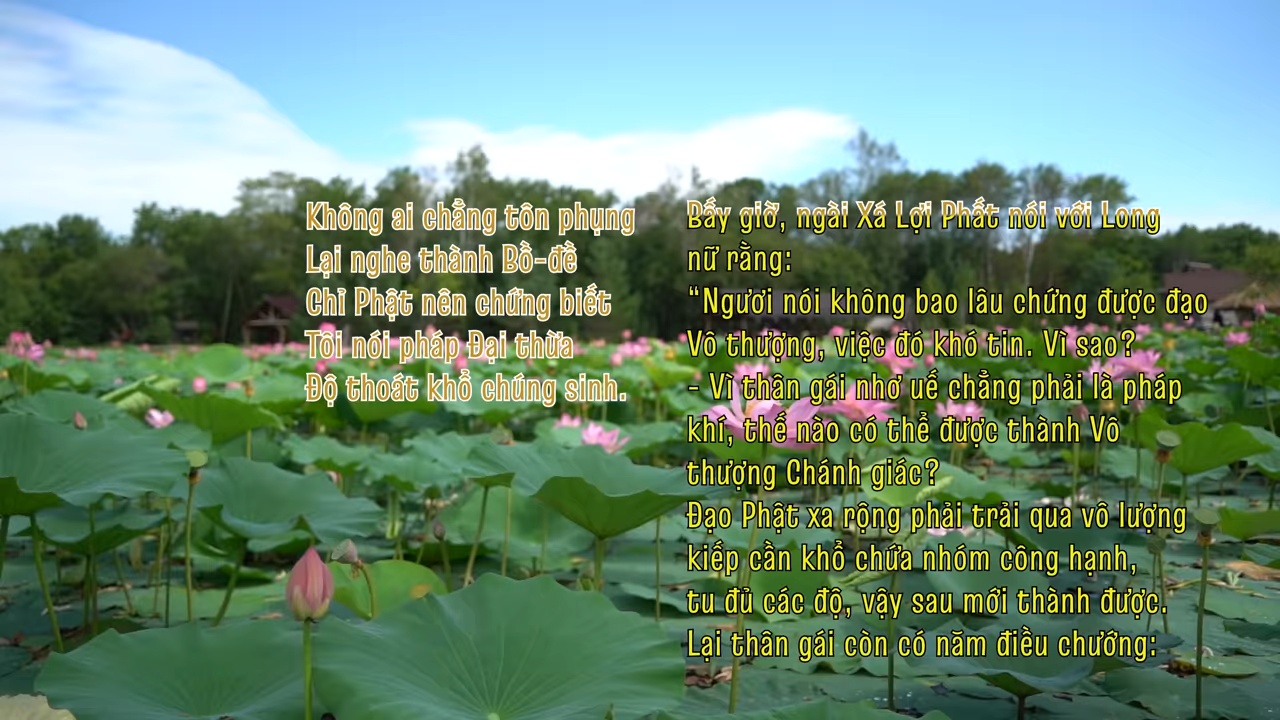 Không ai chẳng tôn phụng
Lại nghe thành Bồ-đề
Chỉ Phật nên chứng biết
Tôi nói pháp Đại thừa
Độ thoát khổ chúng sinh.
Bấy giờ, ngài Xá Lợi Phất nói với Long
nữ rằng:
“Ngươi nói không bao lâu chứng được đạo
Vô thượng, việc đó khó tin. Vì sao?
- Vì thân gái nhơ uế chẳng phải là pháp
khí, thế nào có thể được thành Vô
thượng Chánh giác?
Đạo Phật xa rộng phải trải qua vô lượng
kiếp cần khổ chứa nhóm công hạnh,
tu đủ các độ, vậy sau mới thành được.
Lại thân gái còn có năm điều chướng: